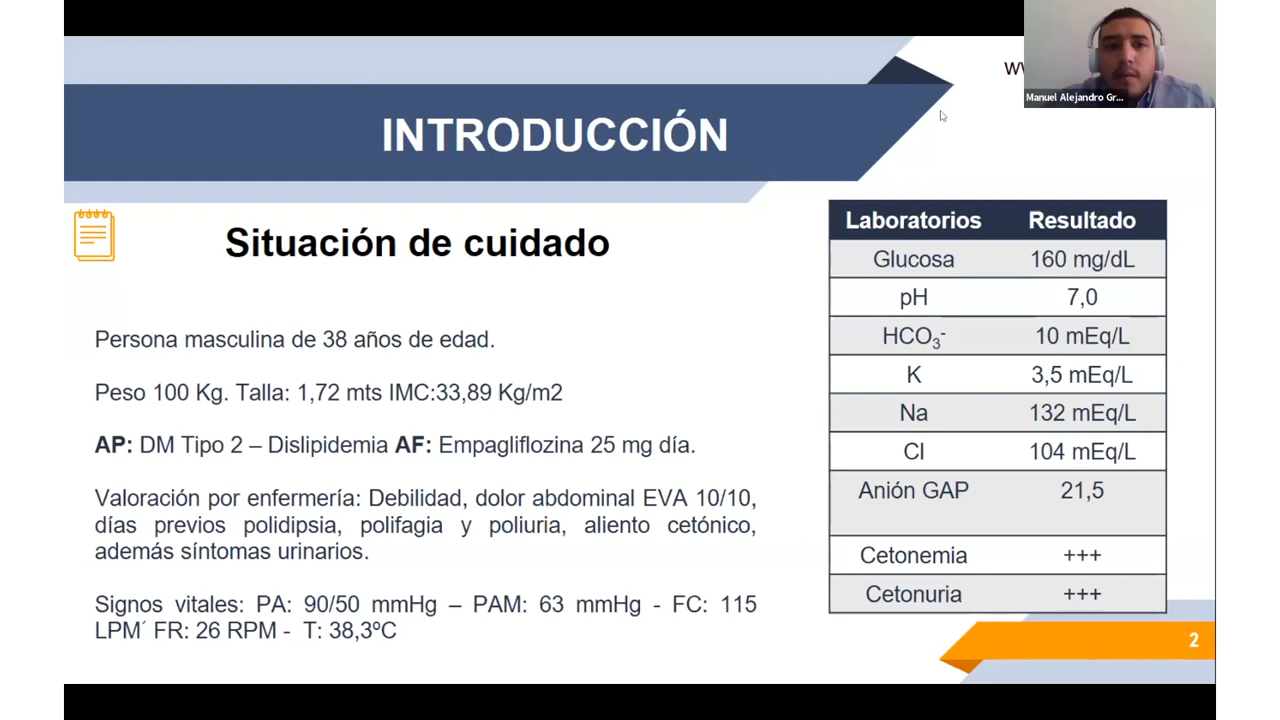 INTRODUCCIÓN
Manuel Alejandro Gr...
Situación de cuidado
Persona masculina de 38 años de edad.
Peso 100 Kg. Talla: 1,72 mts IMC:33,89 Kg/m2
AP: DM Tipo 2 – Dislipidemia AF: Empagliflozina 25 mg día.
Valoración por enfermería: Debilidad, dolor abdominal EVA 10/10,
días previos polidipsia, polifagia y poliuria, aliento cetónico,
además síntomas urinarios.
Signos vitales: PA: 90/50 mmHg – PAM: 63 mmHg - FC: 115
LPM´ FR: 26 RPM - T: 38,3ºC
Laboratorios Resultado
Glucosa 160 mg/dL
pH 7,0
HCO₃⁻ 10 mEq/L
K 3,5 mEq/L
Na 132 mEq/L
Cl 104 mEq/L
Anión GAP 21,5
Cetonemia +++
Cetonuria +++
2